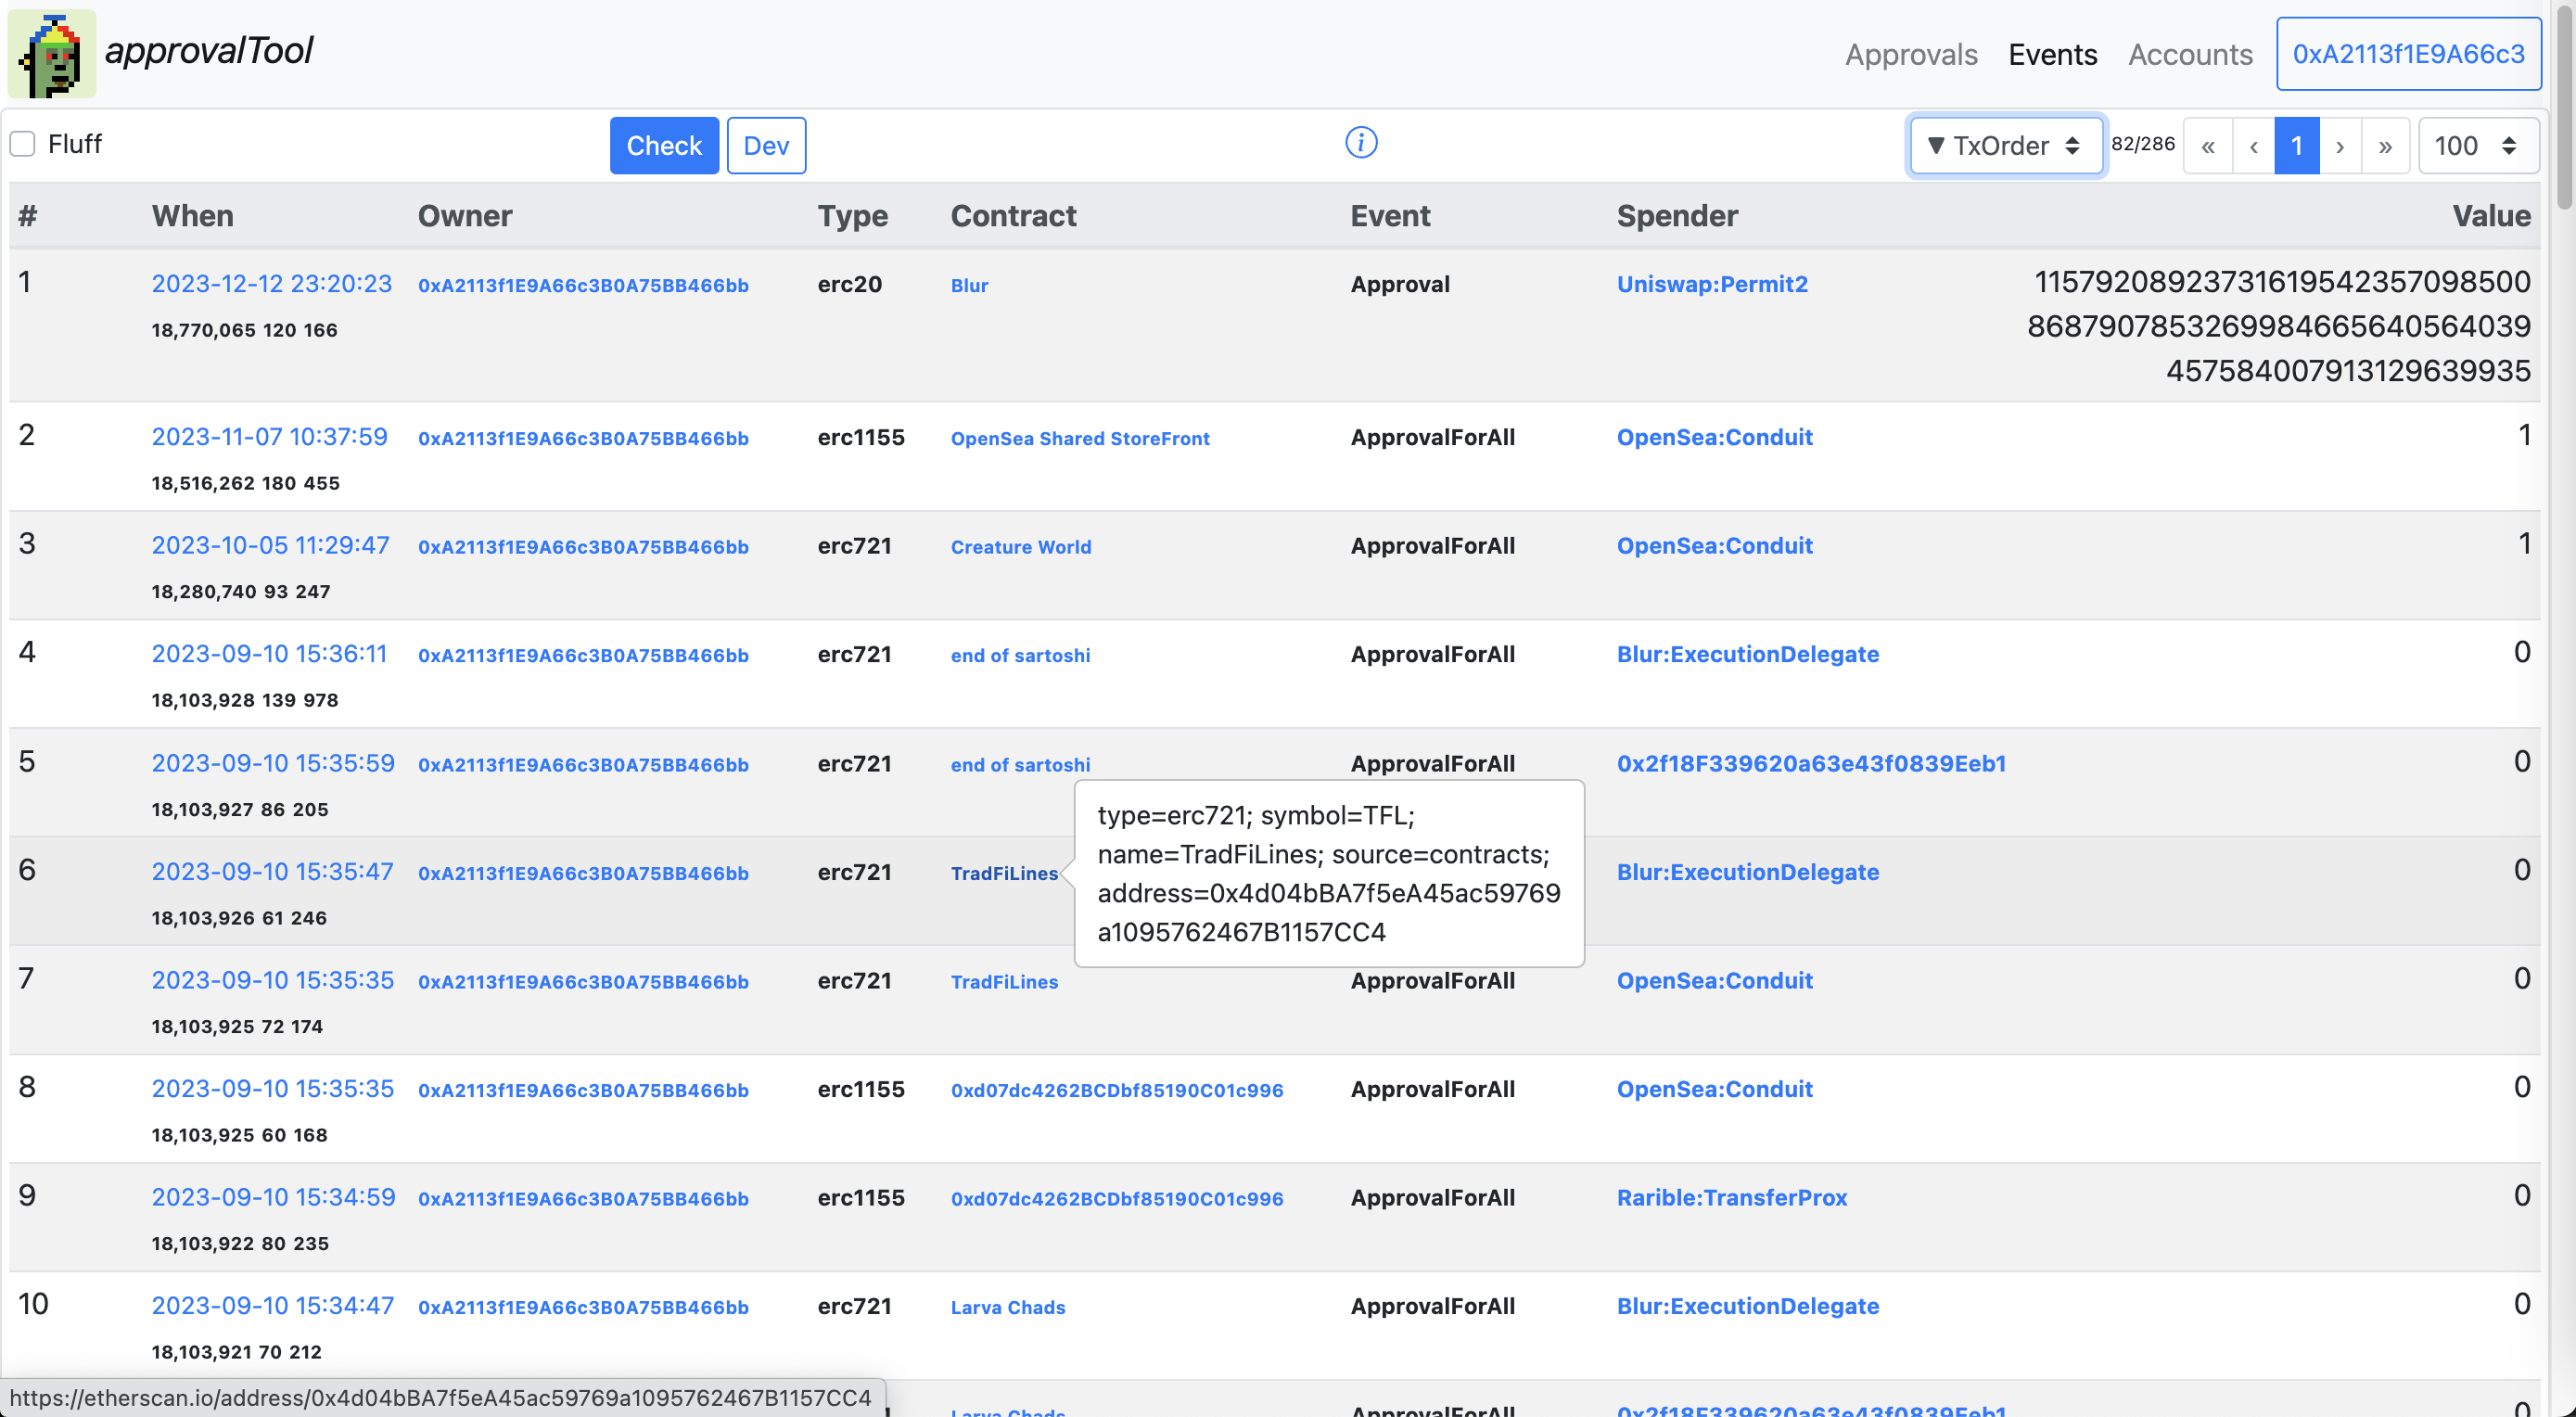 approvalTool
Approvals Events Accounts 0xA2113f1E9A66c3
Fluff Check Dev i ▼ TxOrder 82/286 « ‹ 1 › » 100
# When Owner Type Contract Event Spender Value
1 2023-12-12 23:20:23 0xA2113f1E9A66c3B0A75BB466bb erc20 Blur Approval Uniswap:Permit2 11579208923731619542357098500
18,770,065 120 166 868790785326998466564056403​9
457584007913129639935
2 2023-11-07 10:37:59 0xA2113f1E9A66c3B0A75BB466bb erc1155 OpenSea Shared StoreFront ApprovalForAll OpenSea:Conduit 1
18,516,262 180 455
3 2023-10-05 11:29:47 0xA2113f1E9A66c3B0A75BB466bb erc721 Creature World ApprovalForAll OpenSea:Conduit 1
18,280,740 93 247
4 2023-09-10 15:36:11 0xA2113f1E9A66c3B0A75BB466bb erc721 end of sartoshi ApprovalForAll Blur:ExecutionDelegate 0
18,103,928 139 978
5 2023-09-10 15:35:59 0xA2113f1E9A66c3B0A75BB466bb erc721 end of sartoshi ApprovalForAll 0x2f18F339620a63e43f0839Eeb1 0
18,103,927 86 205
type=erc721; symbol=TFL;
name=TradFiLines; source=contracts;
address=0x4d04bBA7f5eA45ac59769
a1095762467B1157CC4
6 2023-09-10 15:35:47 0xA2113f1E9A66c3B0A75BB466bb erc721 TradFiLines Blur:ExecutionDelegate 0
18,103,926 61 246
7 2023-09-10 15:35:35 0xA2113f1E9A66c3B0A75BB466bb erc721 TradFiLines ApprovalForAll OpenSea:Conduit 0
18,103,925 72 174
8 2023-09-10 15:35:35 0xA2113f1E9A66c3B0A75BB466bb erc1155 0xd07dc4262BCDbf85190C01c996 ApprovalForAll OpenSea:Conduit 0
18,103,925 60 168
9 2023-09-10 15:34:59 0xA2113f1E9A66c3B0A75BB466bb erc1155 0xd07dc4262BCDbf85190C01c996 ApprovalForAll Rarible:TransferProx 0
18,103,922 80 235
10 2023-09-10 15:34:47 0xA2113f1E9A66c3B0A75BB466bb erc721 Larva Chads ApprovalForAll Blur:ExecutionDelegate 0
18,103,921 70 212
https://etherscan.io/address/0x4d04bBA7f5eA45ac59769a1095762467B1157CC4
Larva Chads ApprovalForAll 0x2f18F339620a63e43f0839Eeb1 0